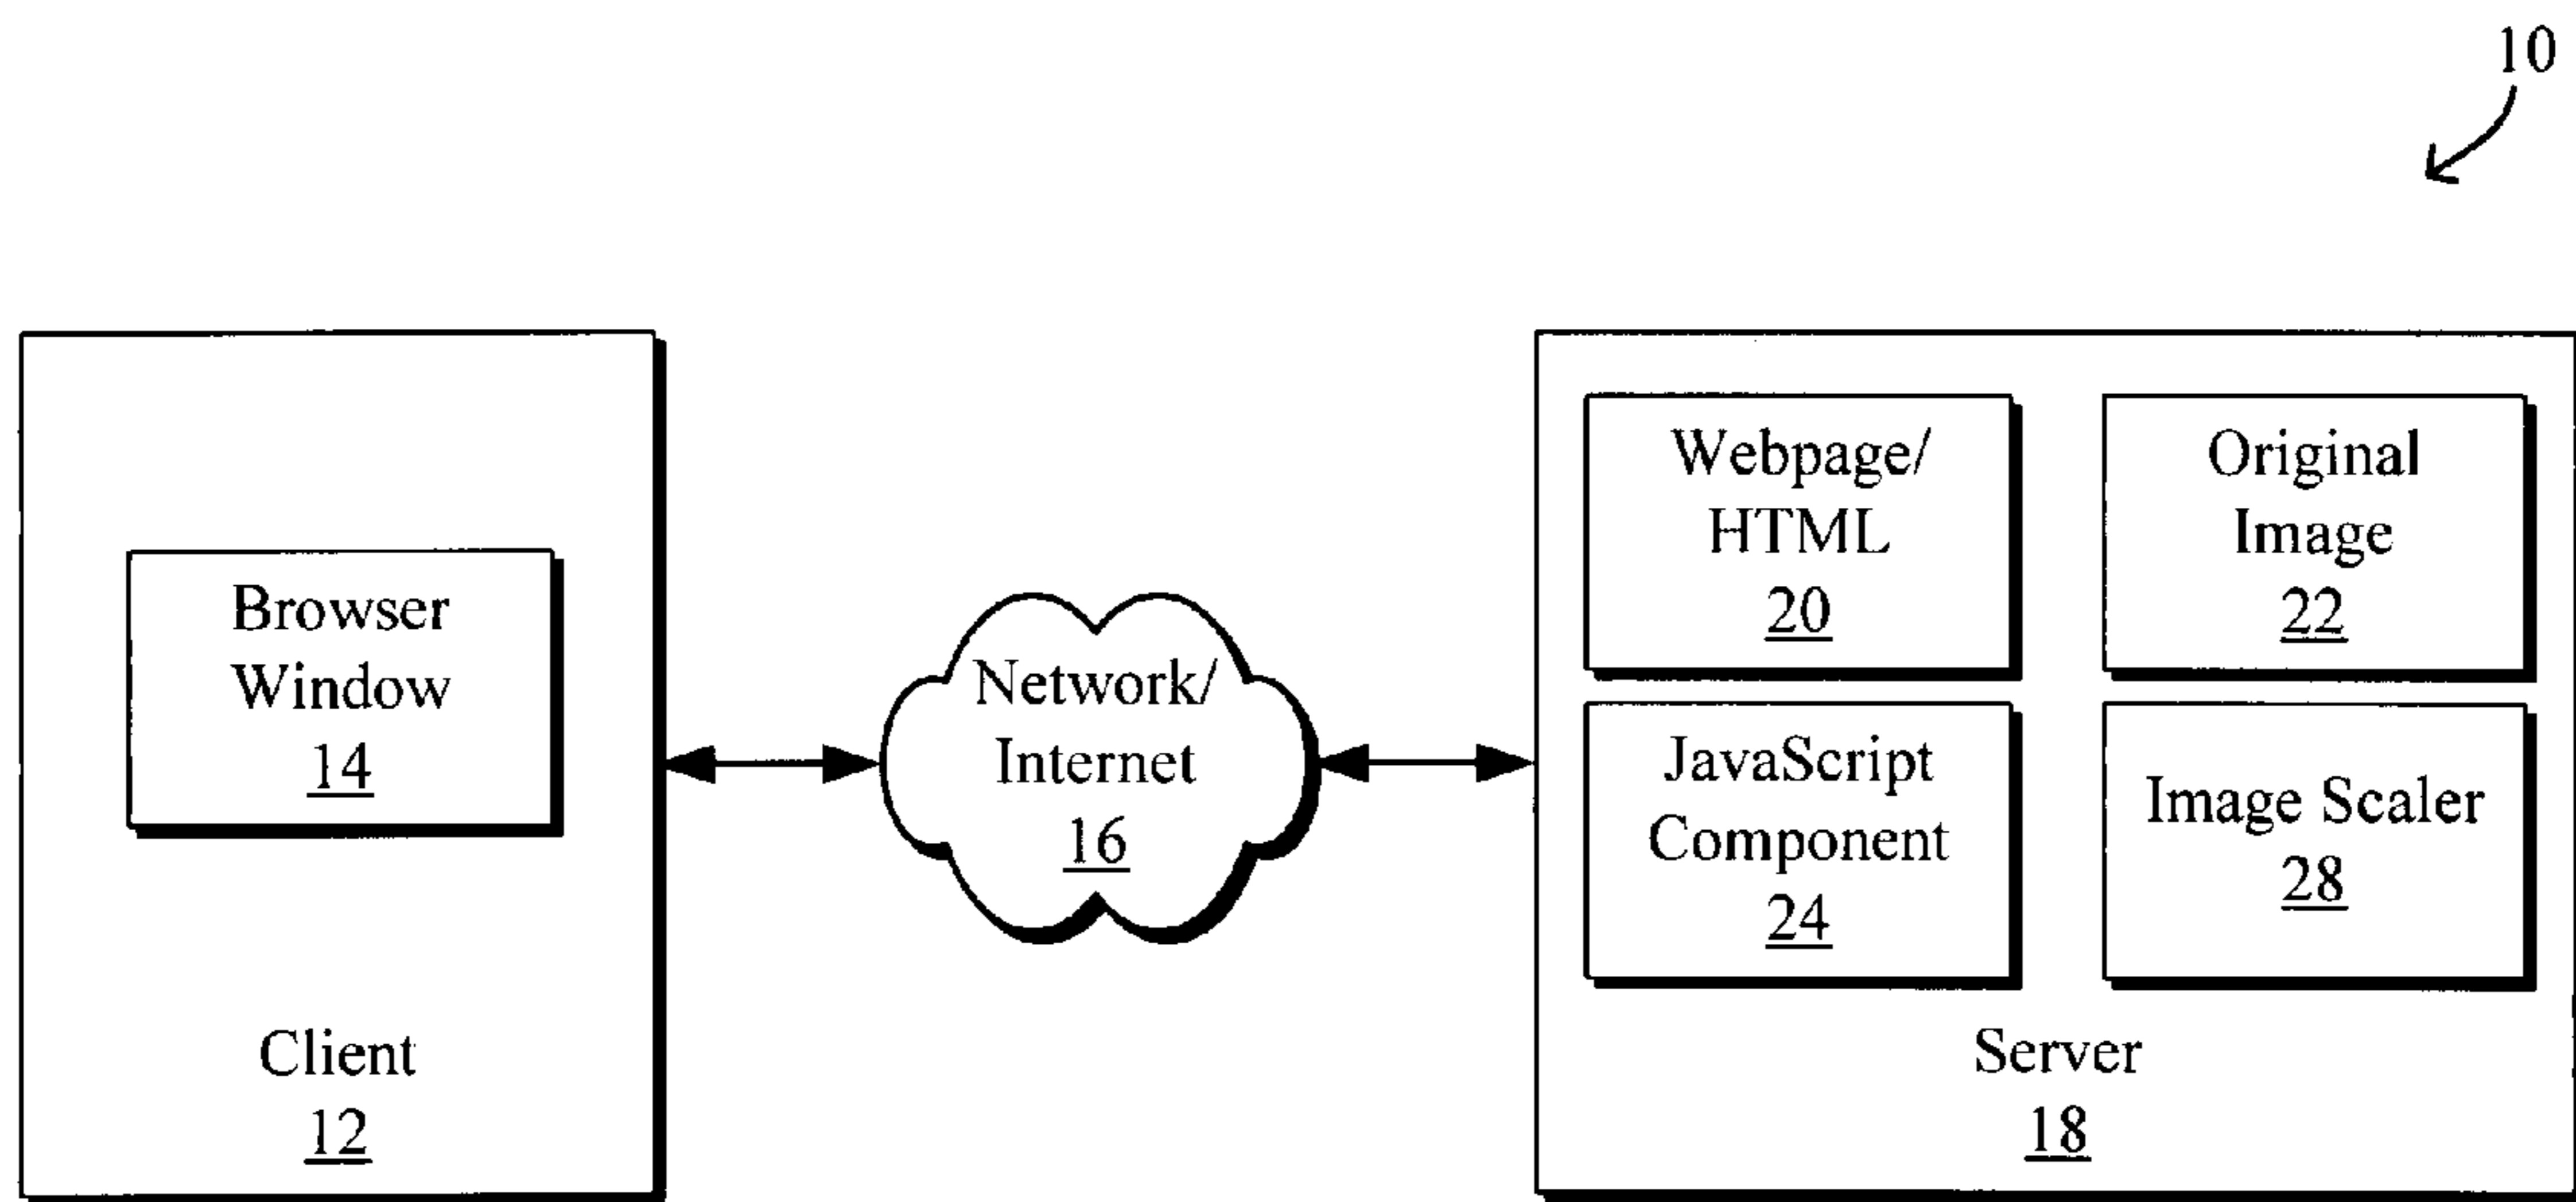 10
Browser
Window
14
Client
12
Network/
Internet
16
Webpage/
HTML
20
Original
Image
22
JavaScript
Component
24
Image Scaler
28
Server
18